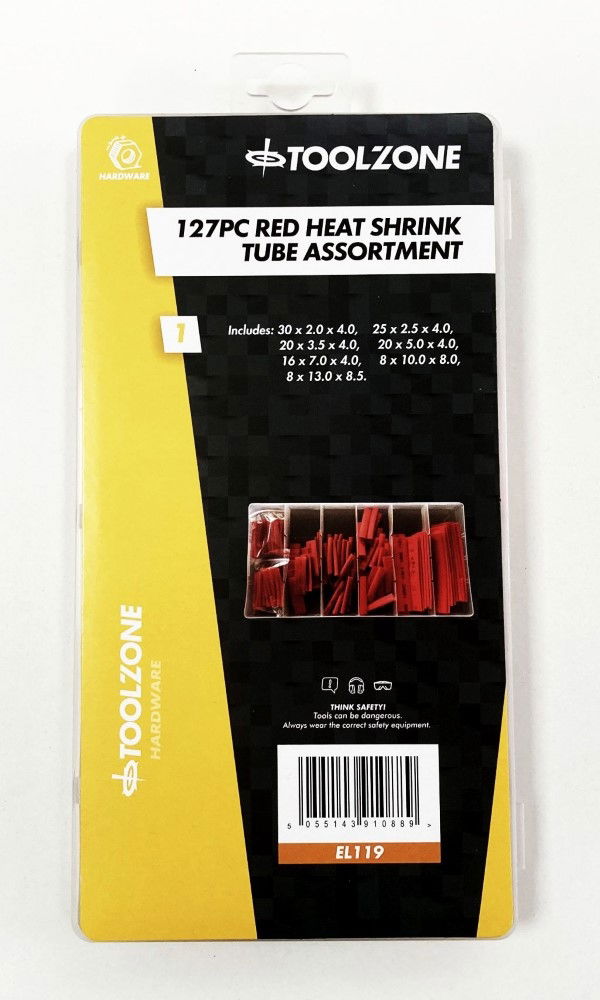 HARDWARE
TOOLZONE
127PC RED HEAT SHRINK
TUBE ASSORTMENT
1
Includes: 30 x 2.0 x 4.0, 25 x 2.5 x 4.0,
20 x 3.5 x 4.0, 20 x 5.0 x 4.0,
16 x 7.0 x 4.0, 8 x 10.0 x 8.0,
8 x 13.0 x 8.5.
TOOLZONE
HARDWARE
THINK SAFETY!
Tools can be dangerous.
Always wear the correct safety equipment.
5 055143 910889 >
EL119